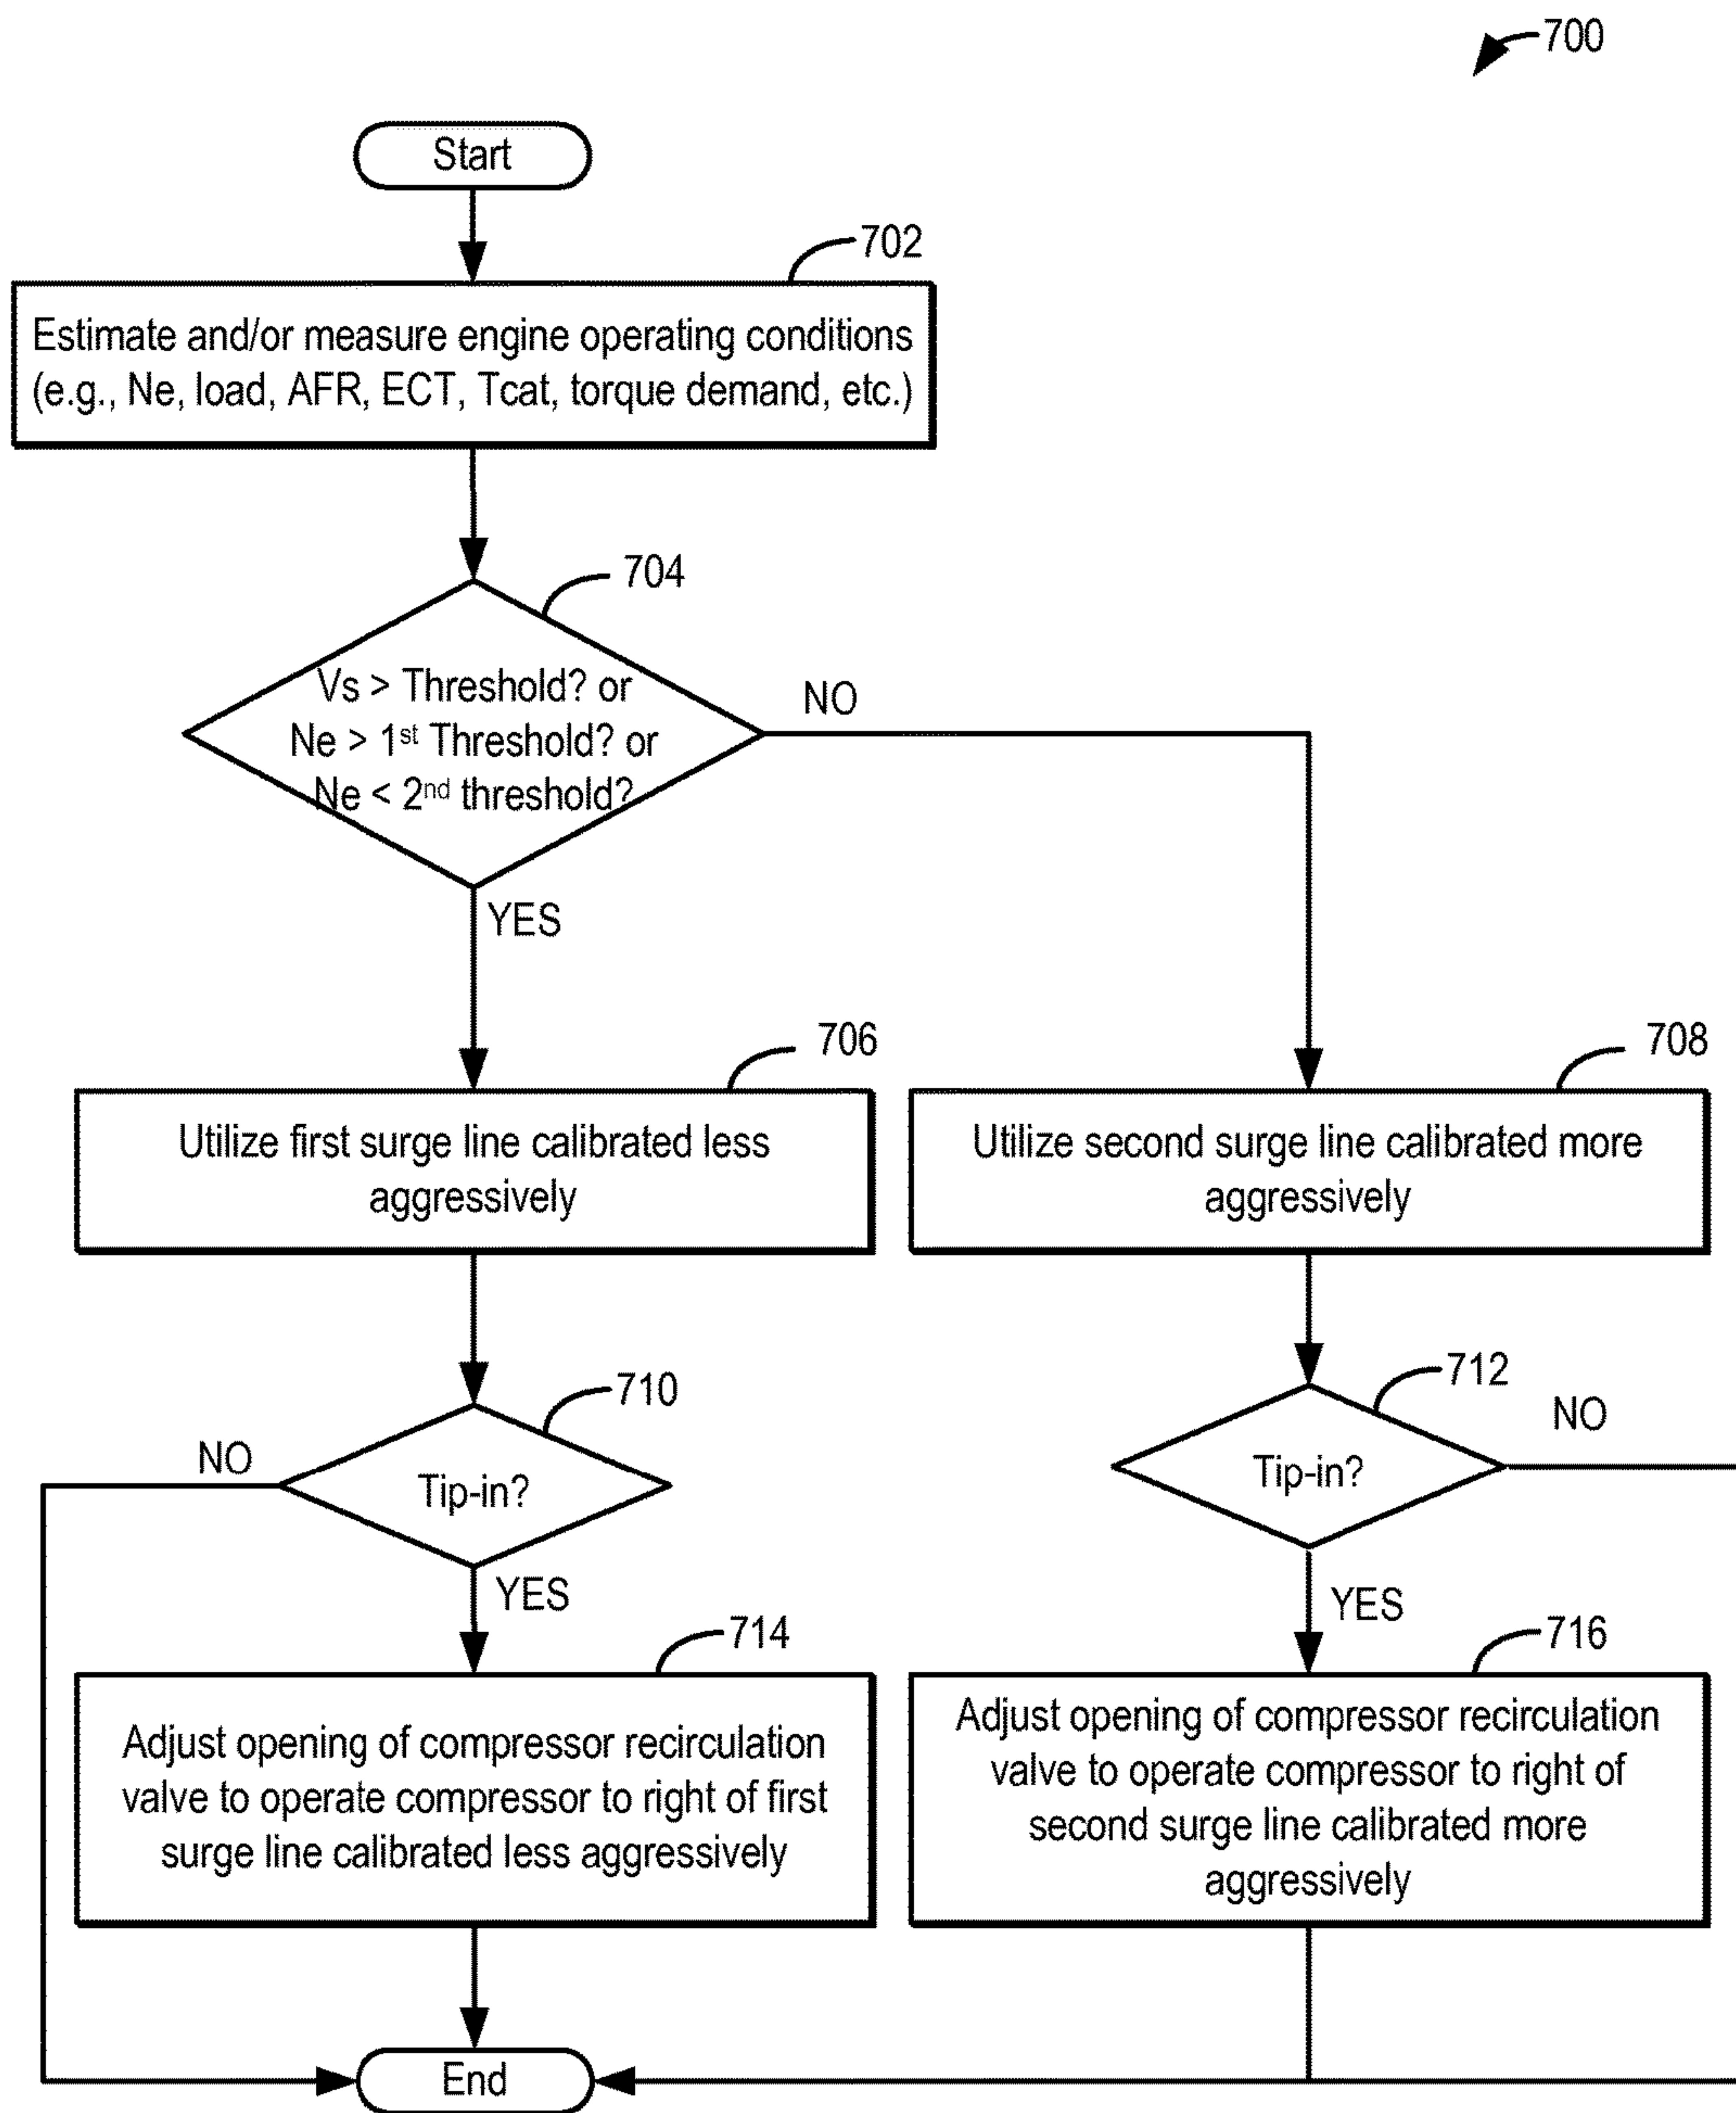 700
Start
702
Estimate and/or measure engine operating conditions
(e.g., Ne, load, AFR, ECT, Tcat, torque demand, etc.)
704
Vs > Threshold? or
Ne > 1st Threshold? or
Ne < 2nd threshold?
NO
YES
706
Utilize first surge line calibrated less
aggressively
708
Utilize second surge line calibrated more
aggressively
710
Tip-in?
NO
YES
712
Tip-in?
NO
YES
714
Adjust opening of compressor recirculation
valve to operate compressor to right of first
surge line calibrated less aggressively
716
Adjust opening of compressor recirculation
valve to operate compressor to right of
second surge line calibrated more
aggressively
End